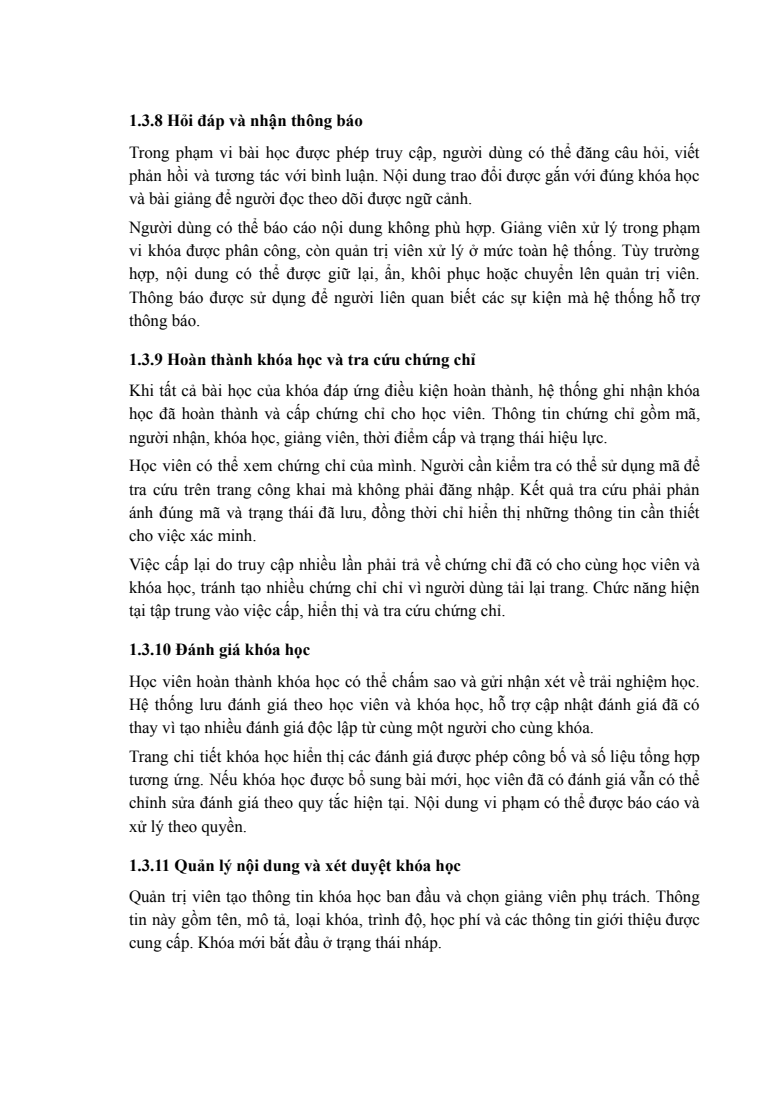 1.3.8 Hỏi đáp và nhận thông báo
Trong phạm vi bài học được phép truy cập, người dùng có thể đăng câu hỏi, viết
phản hồi và tương tác với bình luận. Nội dung trao đổi được gắn với đúng khóa học
và bài giảng để người đọc theo dõi được ngữ cảnh.
Người dùng có thể báo cáo nội dung không phù hợp. Giảng viên xử lý trong phạm
vi khóa được phân công, còn quản trị viên xử lý ở mức toàn hệ thống. Tùy trường
hợp, nội dung có thể được giữ lại, ẩn, khôi phục hoặc chuyển lên quản trị viên.
Thông báo được sử dụng để người liên quan biết các sự kiện mà hệ thống hỗ trợ
thông báo.
1.3.9 Hoàn thành khóa học và tra cứu chứng chỉ
Khi tất cả bài học của khóa đáp ứng điều kiện hoàn thành, hệ thống ghi nhận khóa
học đã hoàn thành và cấp chứng chỉ cho học viên. Thông tin chứng chỉ gồm mã,
người nhận, khóa học, giảng viên, thời điểm cấp và trạng thái hiệu lực.
Học viên có thể xem chứng chỉ của mình. Người cần kiểm tra có thể sử dụng mã để
tra cứu trên trang công khai mà không phải đăng nhập. Kết quả tra cứu phải phản
ánh đúng mã và trạng thái đã lưu, đồng thời chỉ hiển thị những thông tin cần thiết
cho việc xác minh.
Việc cấp lại do truy cập nhiều lần phải trả về chứng chỉ đã có cho cùng học viên và
khóa học, tránh tạo nhiều chứng chỉ chỉ vì người dùng tải lại trang. Chức năng hiện
tại tập trung vào việc cấp, hiển thị và tra cứu chứng chỉ.
1.3.10 Đánh giá khóa học
Học viên hoàn thành khóa học có thể chấm sao và gửi nhận xét về trải nghiệm học.
Hệ thống lưu đánh giá theo học viên và khóa học, hỗ trợ cập nhật đánh giá đã có
thay vì tạo nhiều đánh giá độc lập từ cùng một người cho cùng khóa.
Trang chi tiết khóa học hiển thị các đánh giá được phép công bố và số liệu tổng hợp
tương ứng. Nếu khóa học được bổ sung bài mới, học viên đã có đánh giá vẫn có thể
chỉnh sửa đánh giá theo quy tắc hiện tại. Nội dung vi phạm có thể được báo cáo và
xử lý theo quyền.
1.3.11 Quản lý nội dung và xét duyệt khóa học
Quản trị viên tạo thông tin khóa học ban đầu và chọn giảng viên phụ trách. Thông
tin này gồm tên, mô tả, loại khóa, trình độ, học phí và các thông tin giới thiệu được
cung cấp. Khóa mới bắt đầu ở trạng thái nháp.